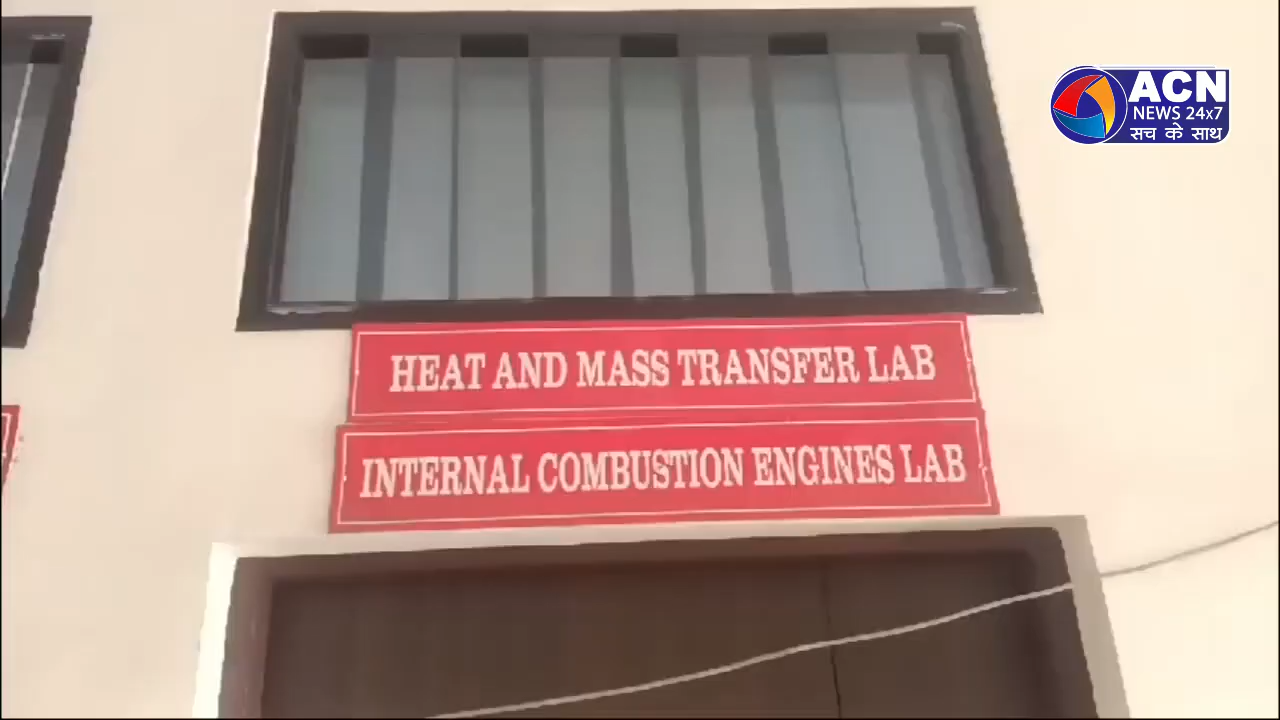 ACN
NEWS 24x7
सच के साथ
HEAT AND MASS TRANSFER LAB
INTERNAL COMBUSTION ENGINES LAB